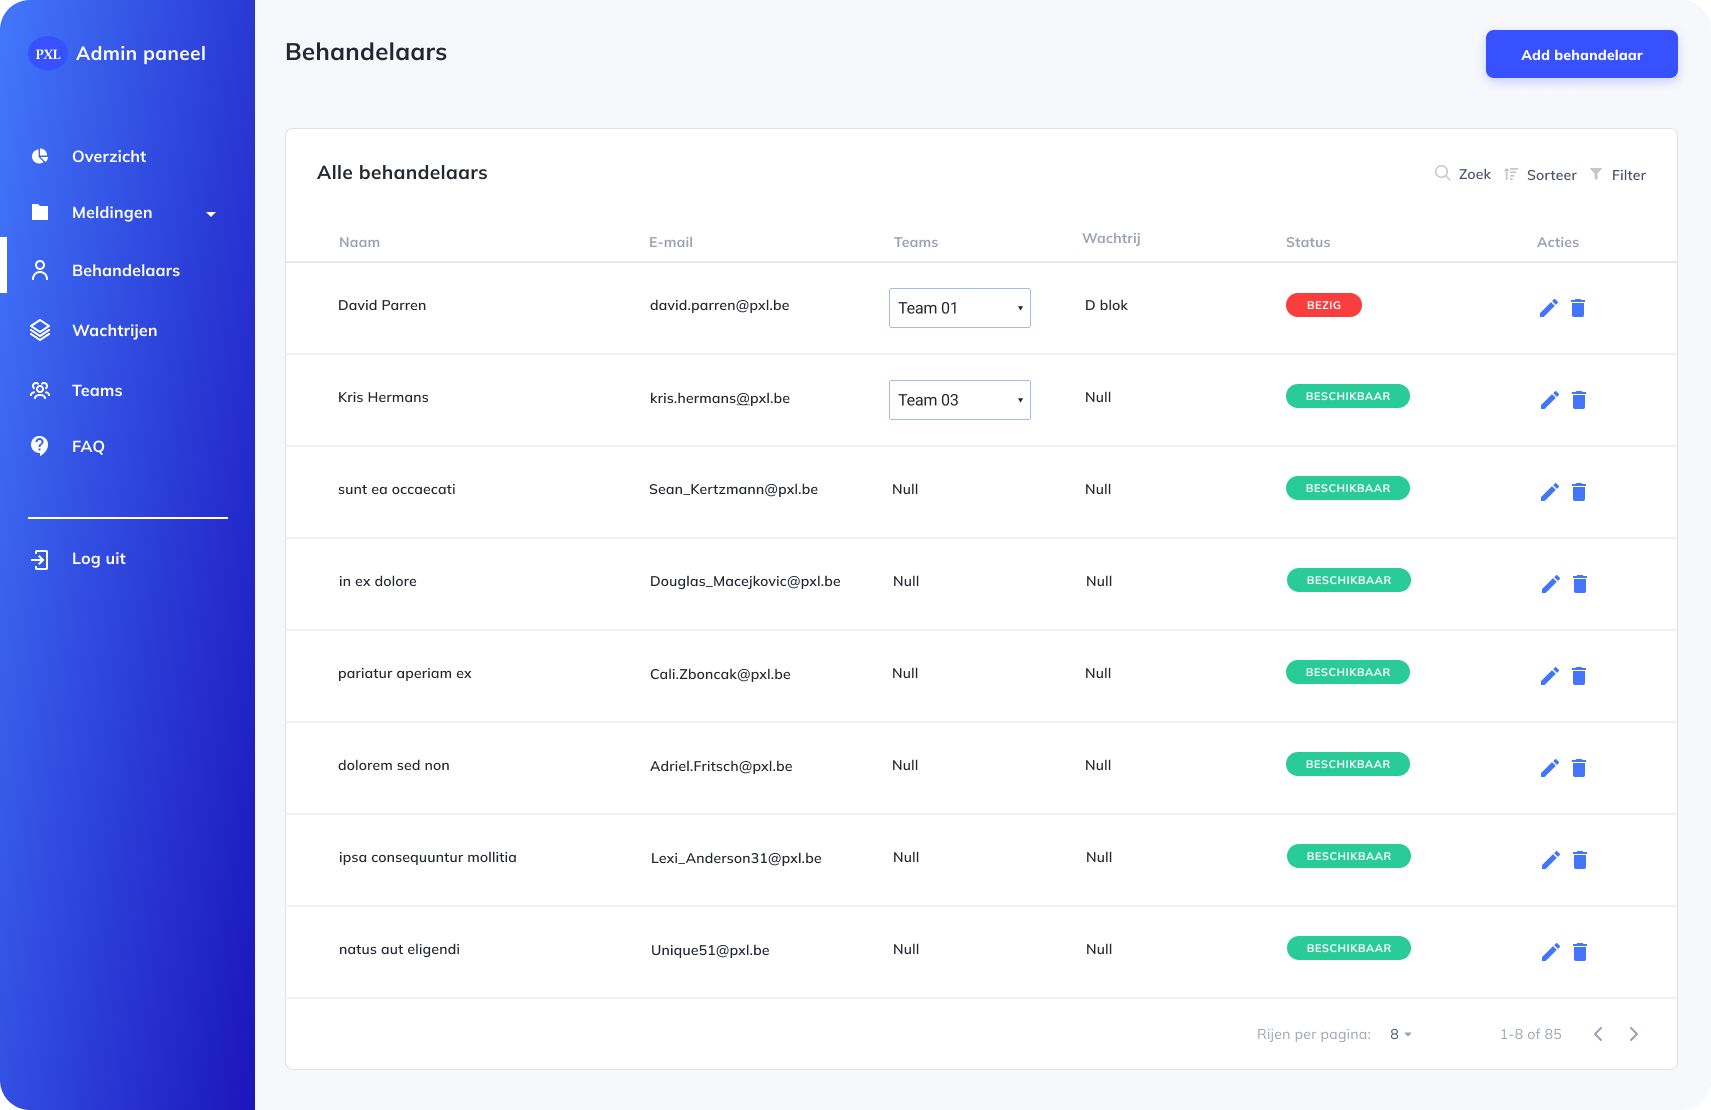 PXL Admin paneel
Overzicht
Meldingen
Behandelaars
Wachtrijen
Teams
FAQ
Log uit
Behandelaars
Add behandelaar
Alle behandelaars
Zoek Sorteer Filter
Naam E-mail Teams Wachtrij Status Acties
David Parren david.parren@pxl.be Team 01 D blok BEZIG
Kris Hermans kris.hermans@pxl.be Team 03 Null BESCHIKBAAR
sunt ea occaecati Sean_Kertzmann@pxl.be Null Null BESCHIKBAAR
in ex dolore Douglas_Macejkovic@pxl.be Null Null BESCHIKBAAR
pariatur aperiam ex Cali.Zboncak@pxl.be Null Null BESCHIKBAAR
dolorem sed non Adriel.Fritsch@pxl.be Null Null BESCHIKBAAR
ipsa consequuntur mollitia Lexi_Anderson31@pxl.be Null Null BESCHIKBAAR
natus aut eligendi Unique51@pxl.be Null Null BESCHIKBAAR
Rijen per pagina: 8 1-8 of 85